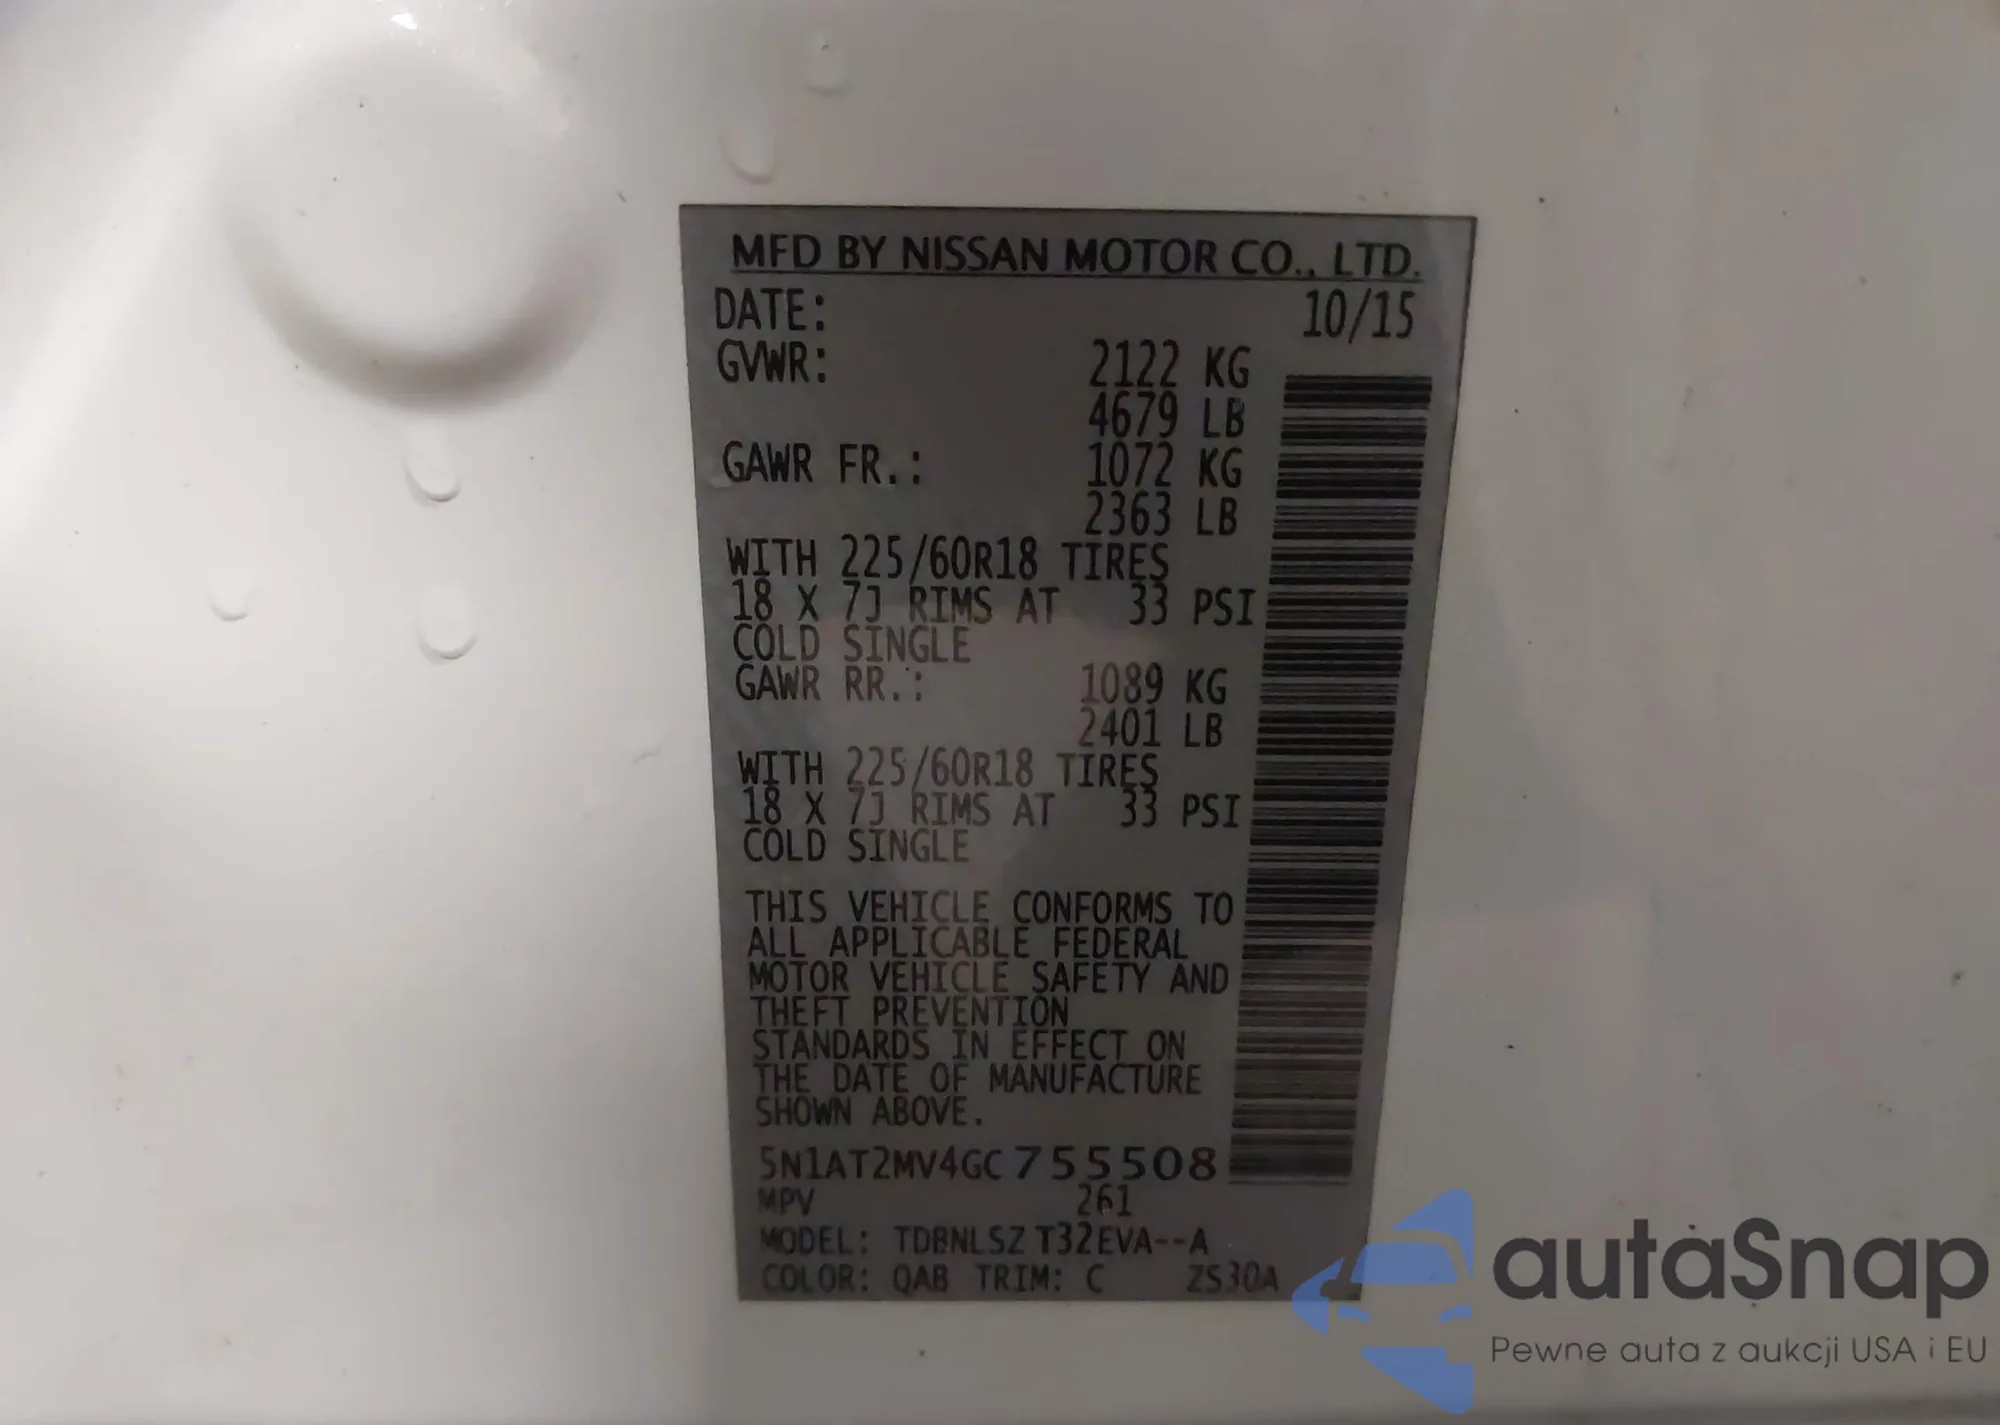 MFD BY NISSAN MOTOR CO., LTD.
DATE: 10/15
GVWR: 2122 KG
4679 LB
GAWR FR.: 1072 KG
2363 LB
WITH 225/60R18 TIRES
18 X 7J RIMS AT 33 PSI
COLD SINGLE
GAWR RR.: 1089 KG
2401 LB
WITH 225/60R18 TIRES
18 X 7J RIMS AT 33 PSI
COLD SINGLE
THIS VEHICLE CONFORMS TO
ALL APPLICABLE FEDERAL
MOTOR VEHICLE SAFETY AND
THEFT PREVENTION
STANDARDS IN EFFECT ON
THE DATE OF MANUFACTURE
SHOWN ABOVE.
5N1AT2MV4GC755508
MPV 261
MODEL: TDBNLSZ T32EVA--A
COLOR: QAB TRIM: C ZS30A
autaSnap
Pewne auta z aukcji USA i EU